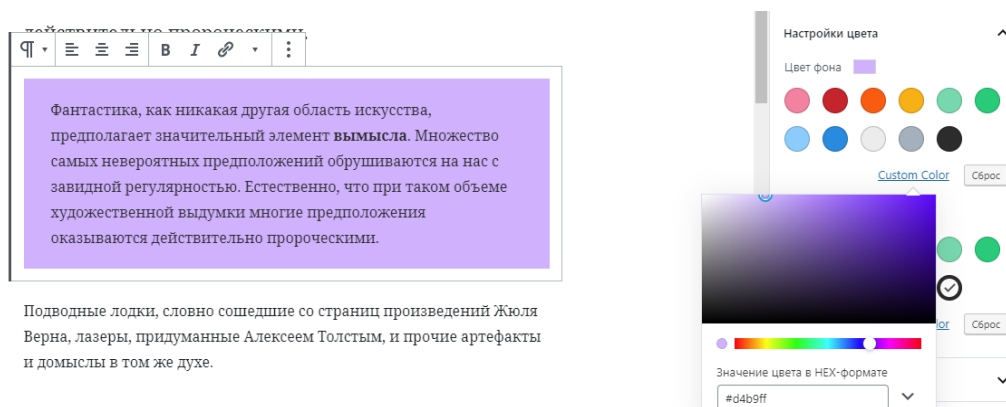 действительно пророческими.
B I
Фантастика, как никакая другая область искусства,
предполагает значительный элемент вымысла. Множество
самых невероятных предположений обрушиваются на нас с
завидной регулярностью. Естественно, что при таком объеме
художественной выдумки многие предположения
оказываются действительно пророческими.
Подводные лодки, словно сошедшие со страниц произведений Жюля
Верна, лазеры, придуманные Алексеем Толстым, и прочие артефакты
и домыслы в том же духе.
Настройки цвета
Цвет фона
Custom Color
Сброс
lor
Сброс
Значение цвета в HEX-формате
#d4b9ff